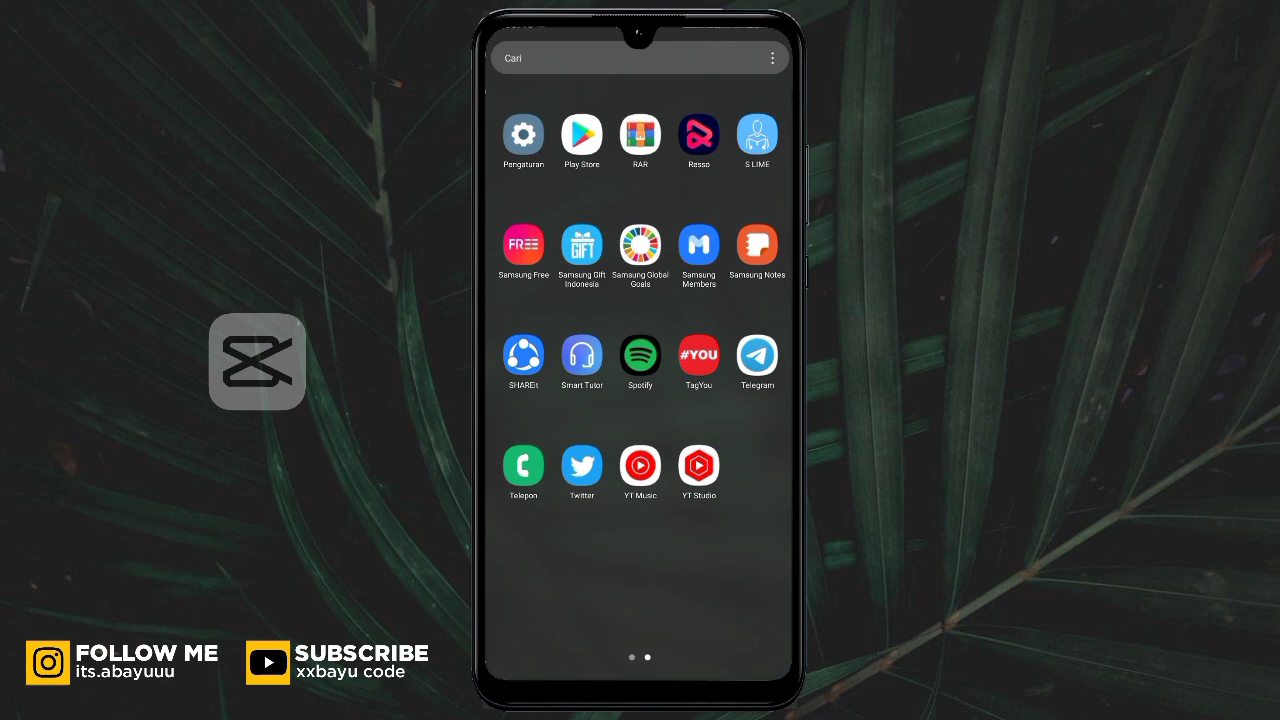 Cari
Pengaturan
Play Store
RAR
Resso
S LIME
FREE
GIFT
Samsung Free
Samsung Gift
Indonesia
Samsung Global
Goals
Samsung
Members
Samsung Notes
#YOU
SHAREit
Smart Tutor
Spotify
TagYou
Telegram
Telepon
Twitter
YT Music
YT Studio
FOLLOW ME
its.abayuuu
SUBSCRIBE
xxbayu code